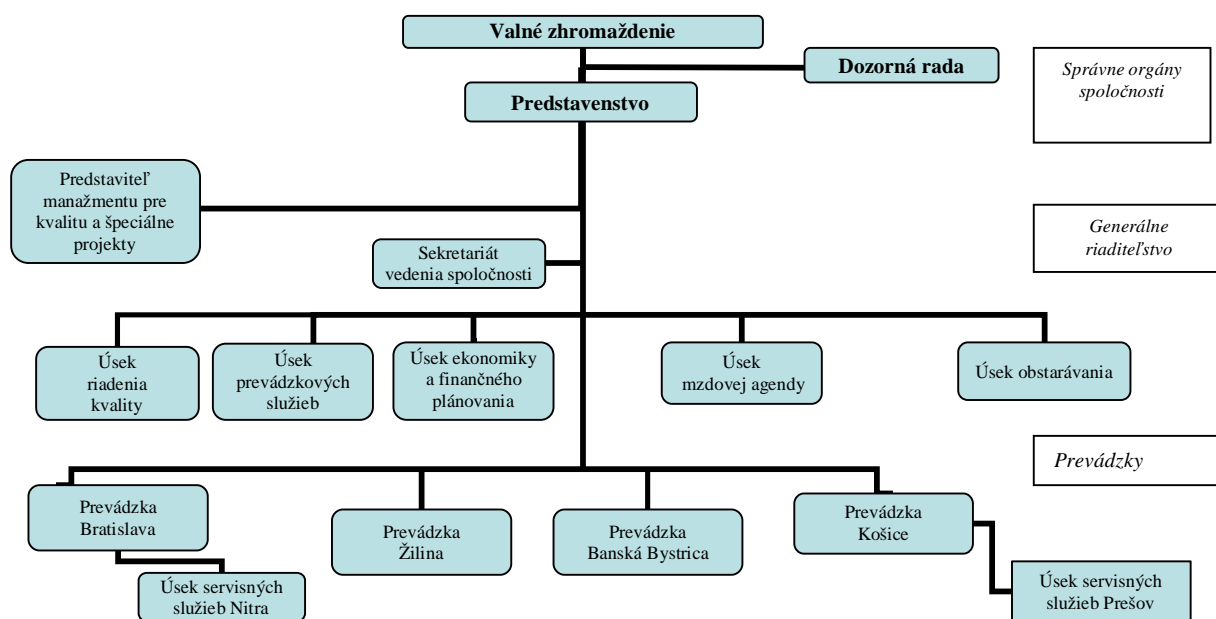 Valné zhromaždenie
Dozorná rada
Správne orgány
spoločnosti
Predstavenstvo
Predstaviteľ
manažmentu pre
kvalitu a špeciálne
projekty
Generálne
riaditeľstvo
Sekretariát
vedenia spoločnosti
Úsek
riadenia
kvality
Úsek
prevádzkových
služieb
Úsek ekonomiky
a finančného
plánovania
Úsek
mzdovej agendy
Úsek obstarávania
Prevádzky
Prevádzka
Bratislava
Prevádzka
Žilina
Prevádzka
Banská Bystrica
Prevádzka
Košice
Úsek servisných
služieb Nitra
Úsek servisných
služieb Prešov